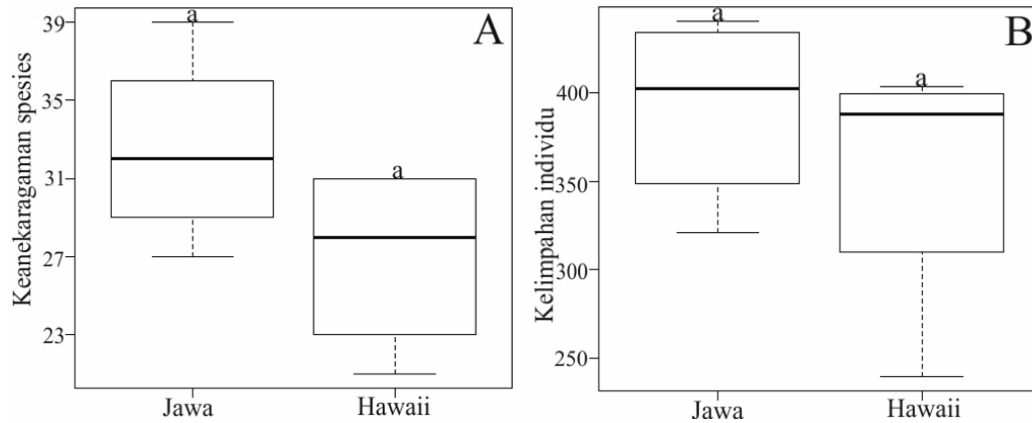 A
Keanekaragaman spesies
39
35
31
27
23
a
a
Jawa
Hawaii
B
Kelimpahan individu
400
350
300
250
a
a
Jawa
Hawaii